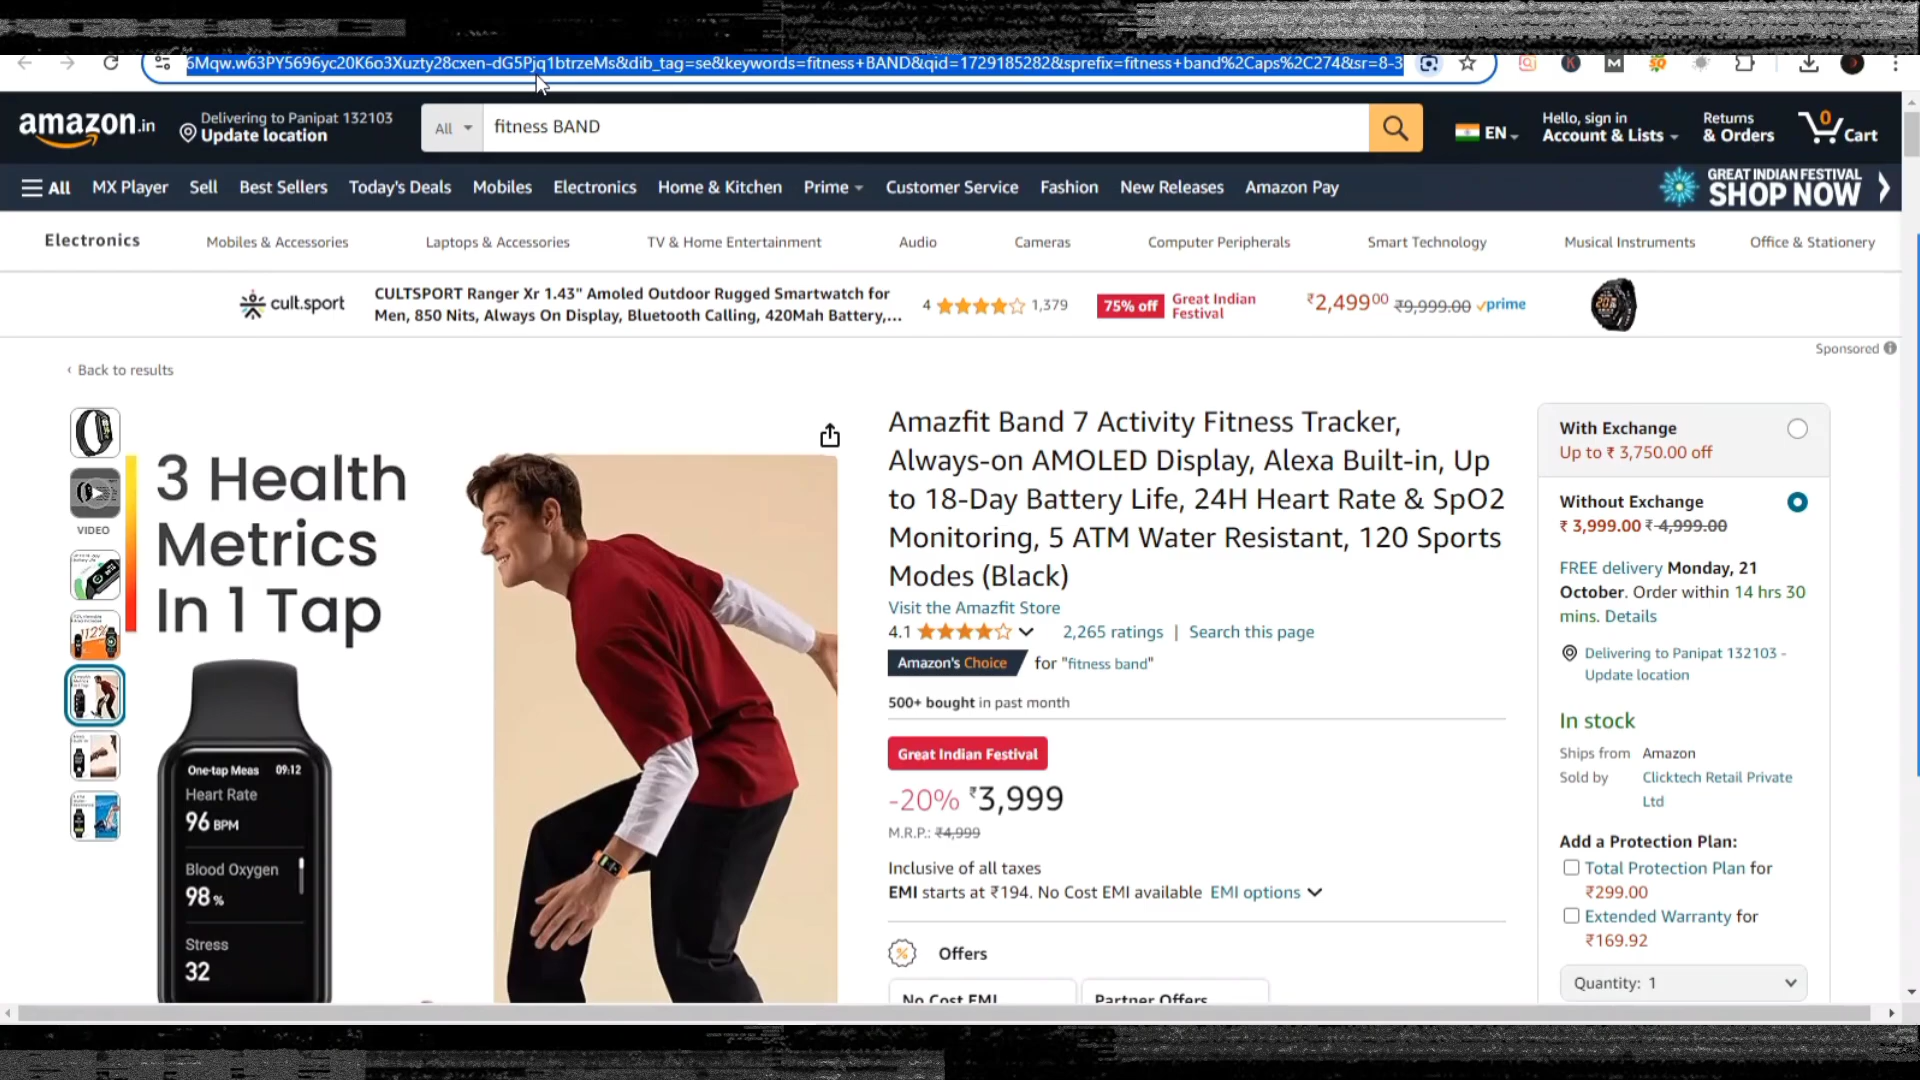 6Mqw.w63PY5696yc20K6o3Xuzty28cxen-dG5Pjq1btrzeMs&dib_tag=se&keywords=fitness+BAND&qid=1729185282&sprefix=fitness+band%2Caps%2C274&sr=8-3
amazon.in
Delivering to Panipat 132103
Update location
All
fitness BAND
EN
Hello, sign in
Account & Lists
Returns
& Orders
0
Cart
All
MX Player
Sell
Best Sellers
Today's Deals
Mobiles
Electronics
Home & Kitchen
Prime
Customer Service
Fashion
New Releases
Amazon Pay
GREAT INDIAN FESTIVAL
SHOP NOW
Electronics
Mobiles & Accessories
Laptops & Accessories
TV & Home Entertainment
Audio
Cameras
Computer Peripherals
Smart Technology
Musical Instruments
Office & Stationery
cult.sport
CULTSPORT Ranger Xr 1.43" Amoled Outdoor Rugged Smartwatch for
Men, 850 Nits, Always On Display, Bluetooth Calling, 420Mah Battery,...
4
1,379
75% off
Great Indian
Festival
₹2,499⁰⁰ ₹9,999.00 prime
Sponsored
‹ Back to results
VIDEO
3 Health
Metrics
In 1 Tap
One-tap Meas 09:12
Heart Rate
96 BPM
Blood Oxygen
98 %
Stress
32
Amazfit Band 7 Activity Fitness Tracker,
Always-on AMOLED Display, Alexa Built-in, Up
to 18-Day Battery Life, 24H Heart Rate & SpO2
Monitoring, 5 ATM Water Resistant, 120 Sports
Modes (Black)
Visit the Amazfit Store
4.1
2,265 ratings | Search this page
Amazon's Choice for "fitness band"
500+ bought in past month
Great Indian Festival
-20% ₹3,999
M.R.P.: ₹4,999
Inclusive of all taxes
EMI starts at ₹194. No Cost EMI available EMI options
Offers
No Cost EMI
Partner Offers
With Exchange
Up to ₹ 3,750.00 off
Without Exchange
₹ 3,999.00 ₹ 4,999.00
FREE delivery Monday, 21
October. Order within 14 hrs 30
mins. Details
Delivering to Panipat 132103 -
Update location
In stock
Ships from Amazon
Sold by Clicktech Retail Private
Ltd
Add a Protection Plan:
Total Protection Plan for
₹299.00
Extended Warranty for
₹169.92
Quantity: 1